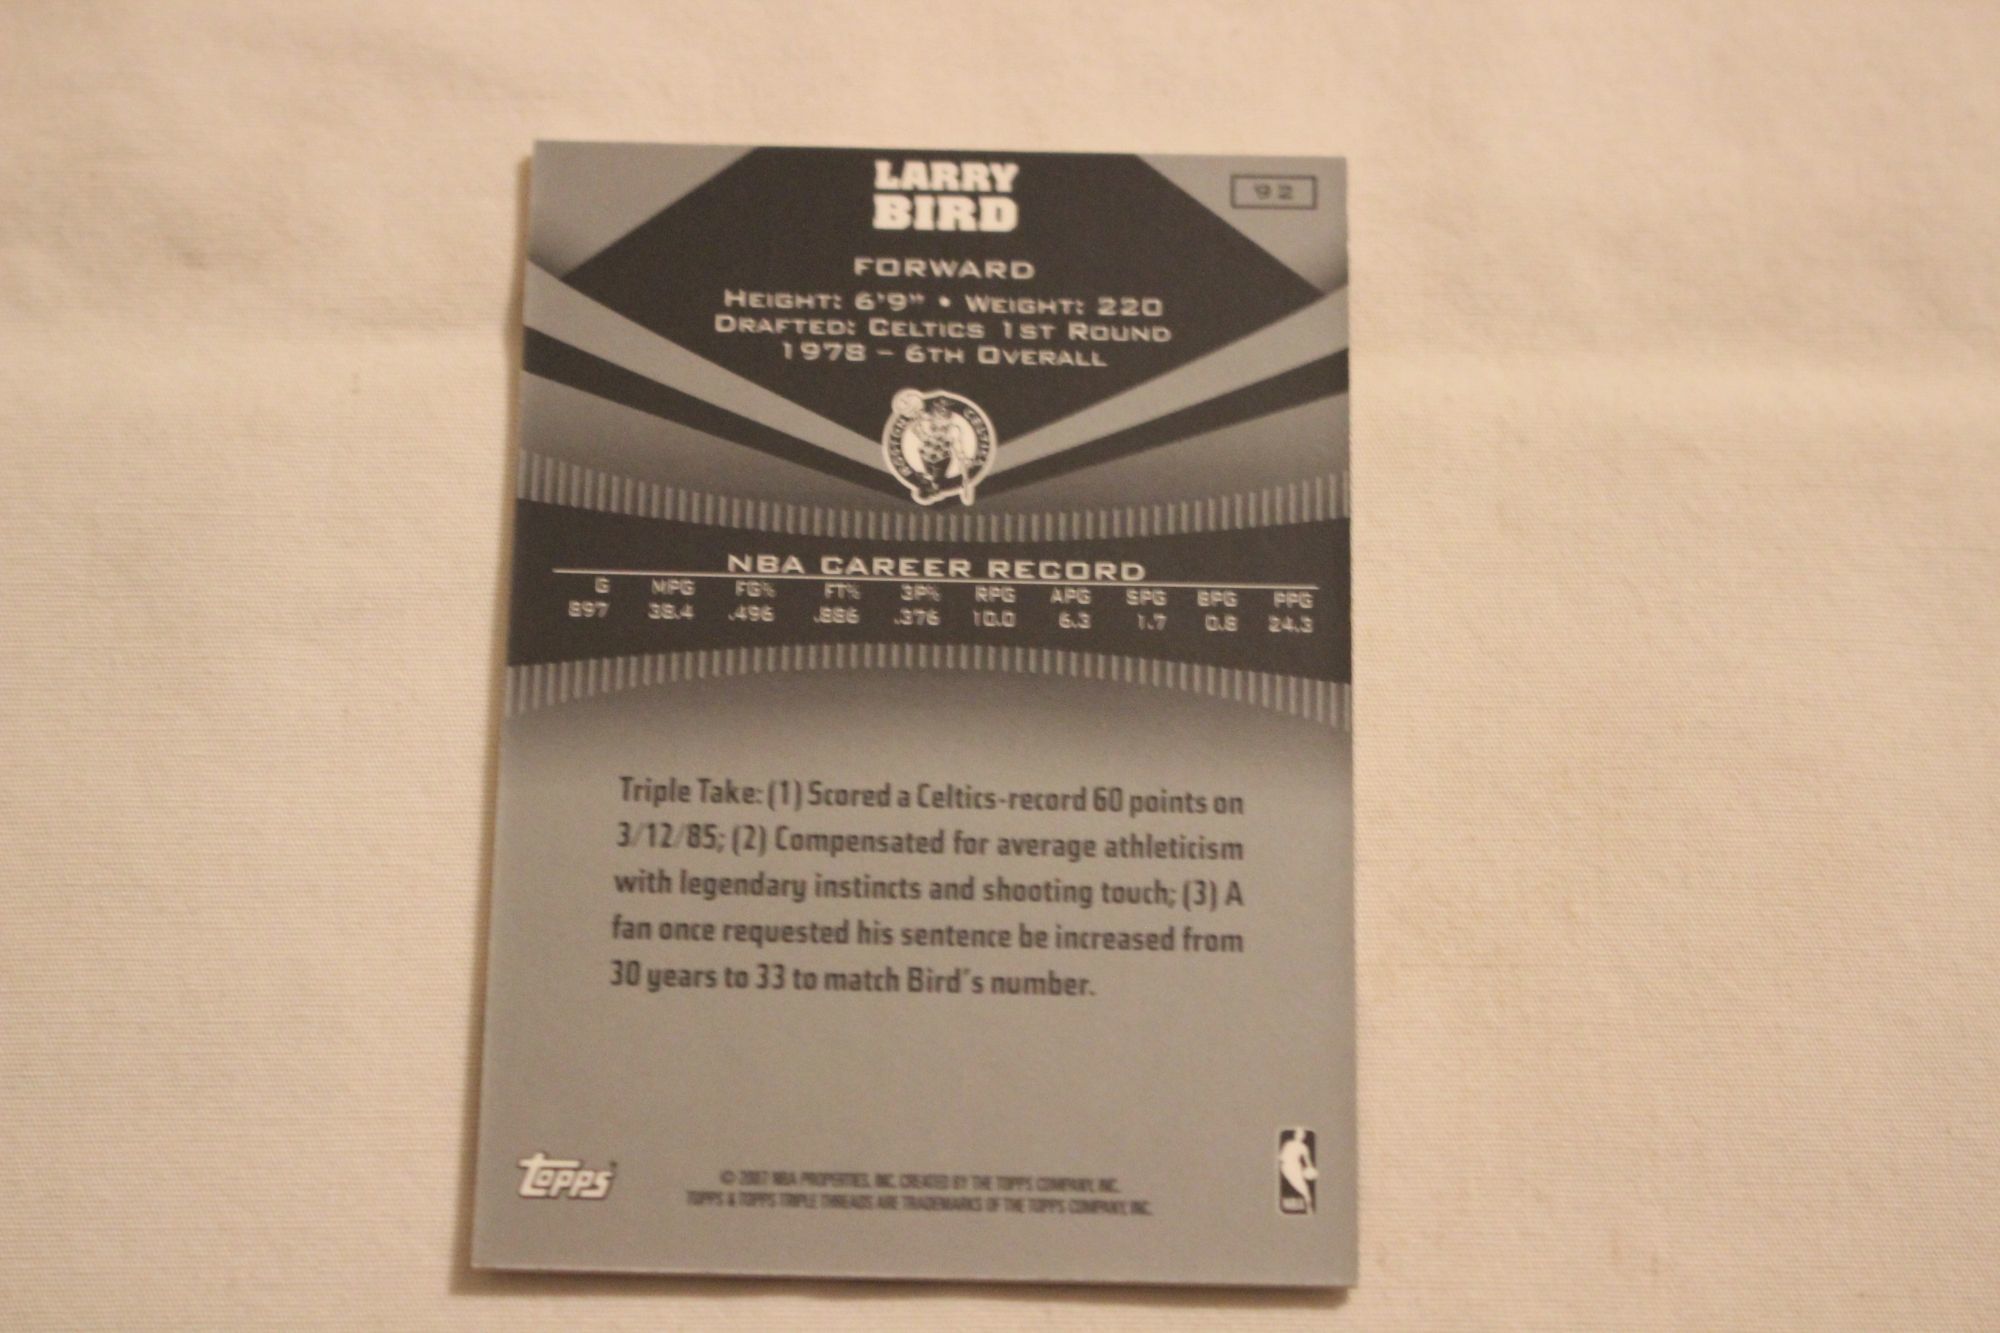 LARRY
BIRD
92
FORWARD
HEIGHT: 6'9" • WEIGHT: 220
DRAFTED: CELTICS 1ST ROUND
1978 – 6TH OVERALL
BOSTON CELTICS
NBA CAREER RECORD
G MPG FG% FT% 3P% RPG APG SPG BPG PPG
897 38.4 .496 .886 .376 10.0 6.3 1.7 0.8 24.3
Triple Take: (1) Scored a Celtics-record 60 points on
3/12/85; (2) Compensated for average athleticism
with legendary instincts and shooting touch; (3) A
fan once requested his sentence be increased from
30 years to 33 to match Bird's number.
topps
© 2007 NBA PROPERTIES, INC. CREATED BY THE TOPPS COMPANY, INC.
TOPPS & TOPPS TRIPLE THREADS ARE TRADEMARKS OF THE TOPPS COMPANY, INC.
NBA